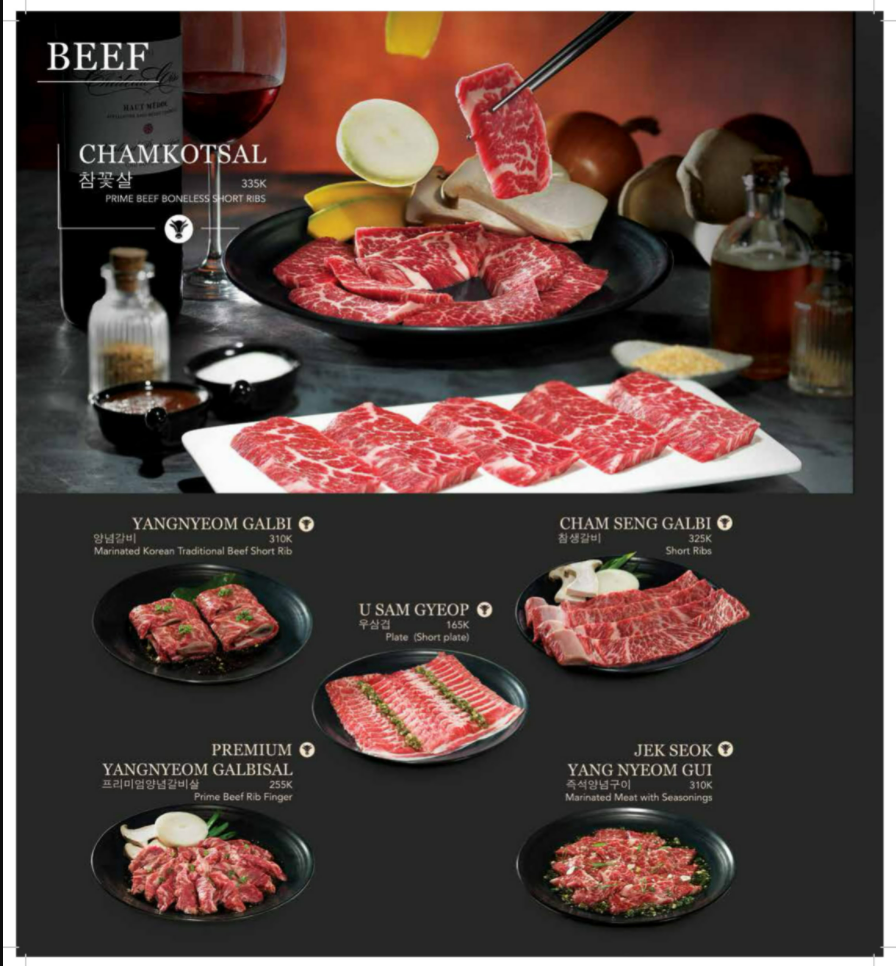 BEEF
HAUT MÉDOC
CHAMKOTSAL
참꽃살 335K
PRIME BEEF BONELESS SHORT RIBS
YANGNYEOM GALBI
양념갈비 310K
Marinated Korean Traditional Beef Short Rib
CHAM SENG GALBI
참생갈비 325K
Short Ribs
U SAM GYEOP
우삼겹 165K
Plate (Short plate)
PREMIUM
YANGNYEOM GALBISAL
프리미엄양념갈비살 255K
Prime Beef Rib Finger
JEK SEOK
YANG NYEOM GUI
즉석양념구이 310K
Marinated Meat with Seasonings